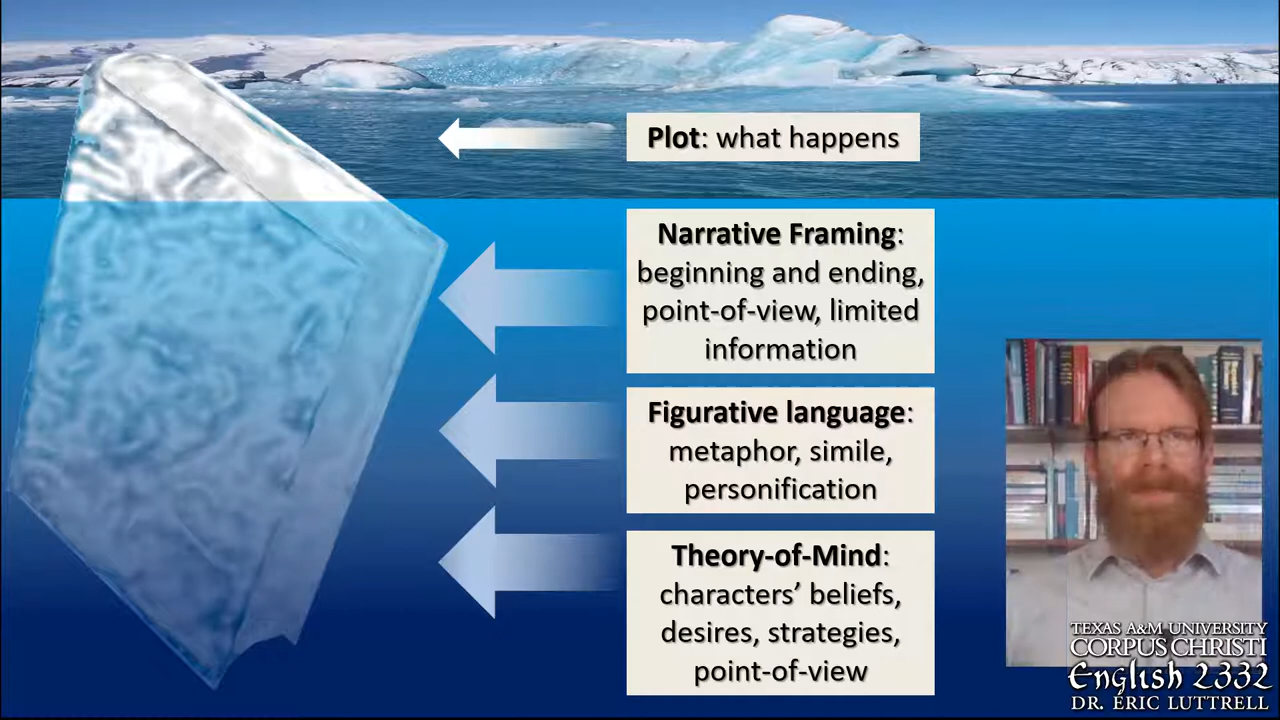 Plot: what happens
Narrative Framing:
beginning and ending,
point-of-view, limited
information
Figurative language:
metaphor, simile,
personification
Theory-of-Mind:
characters’ beliefs,
desires, strategies,
point-of-view
TEXAS A&M UNIVERSITY
CORPUS CHRISTI
English 2332
DR. ERIC LUTTRELL